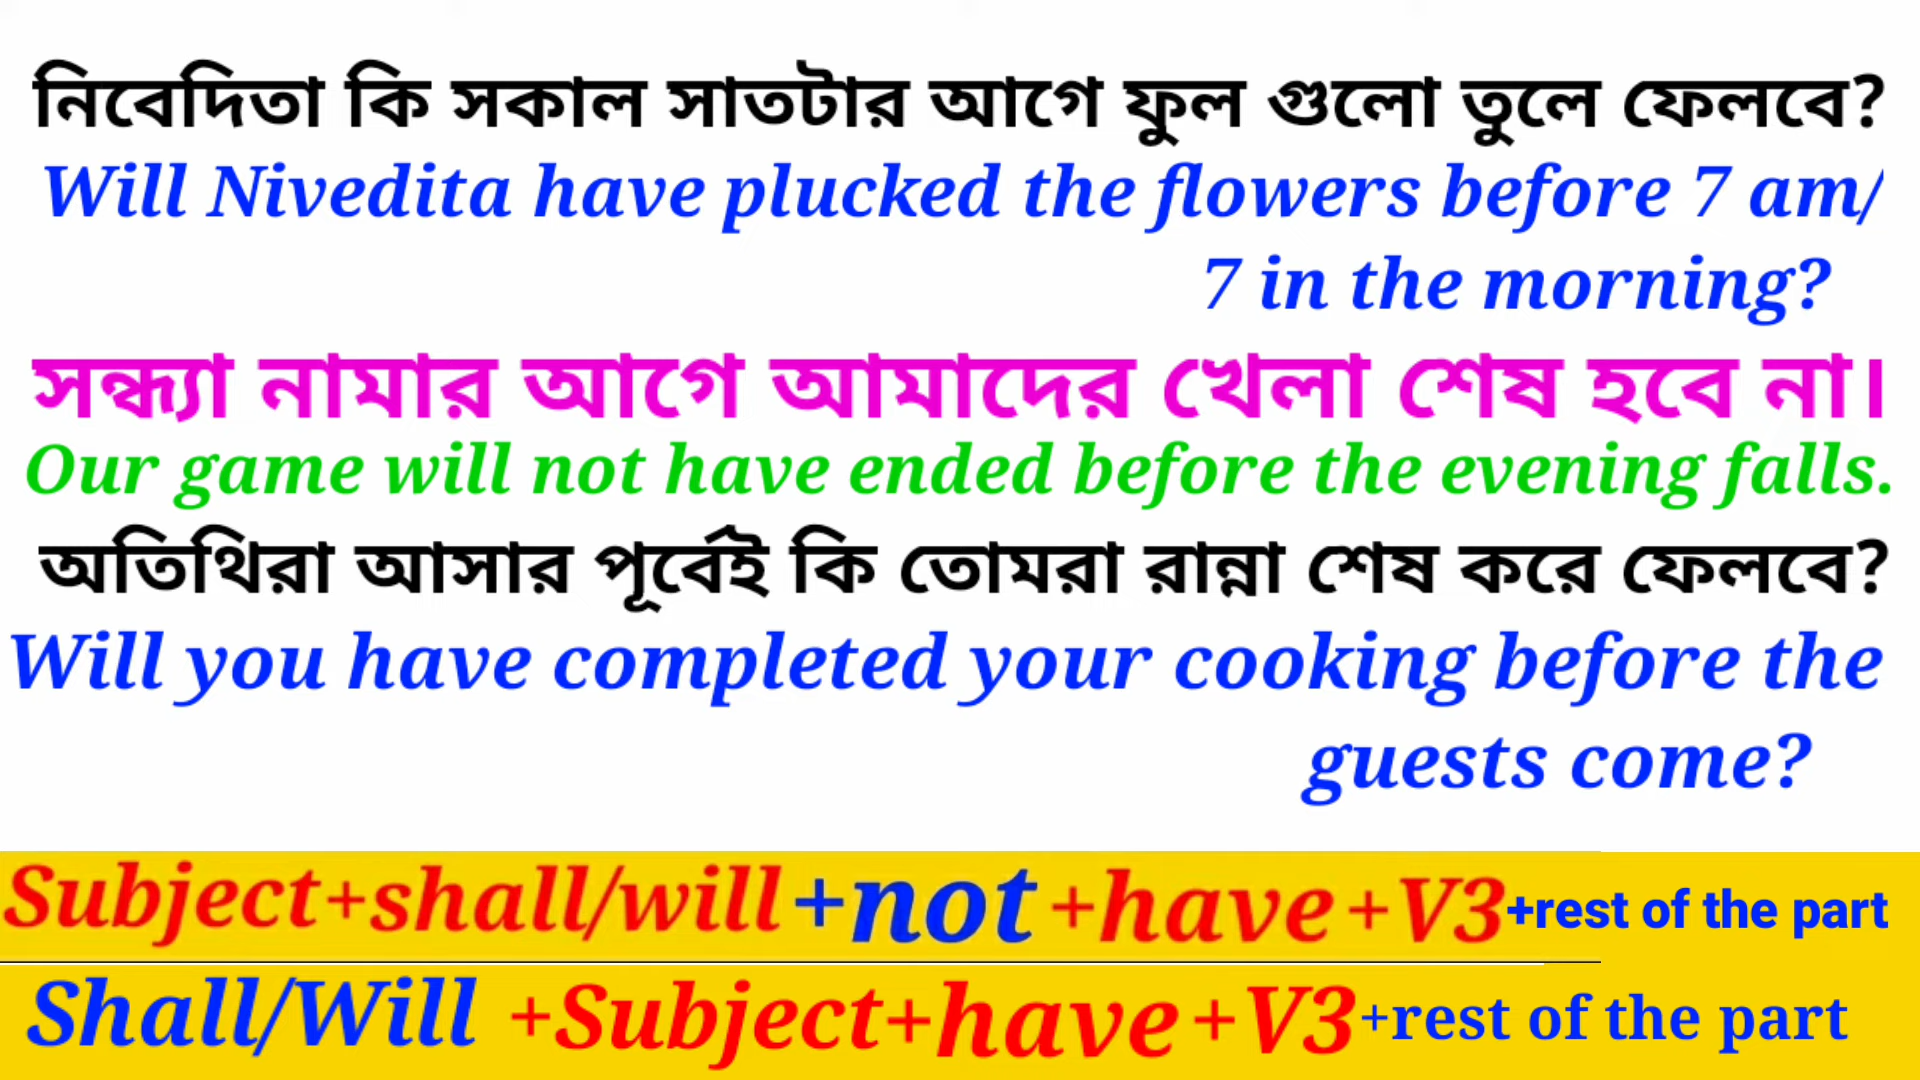 নিবেদিতা কি সকাল সাতটার আগে ফুল গুলো তুলে ফেলবে?
Will Nivedita have plucked the flowers before 7 am/
7 in the morning?
সন্ধ্যা নামার আগে আমাদের খেলা শেষ হবে না।
Our game will not have ended before the evening falls.
অতিথিরা আসার পূর্বেই কি তোমরা রান্না শেষ করে ফেলবে?
Will you have completed your cooking before the
guests come?
Subject+shall/will+not+have+V3+rest of the part
Shall/Will +Subject+have+V3+rest of the part